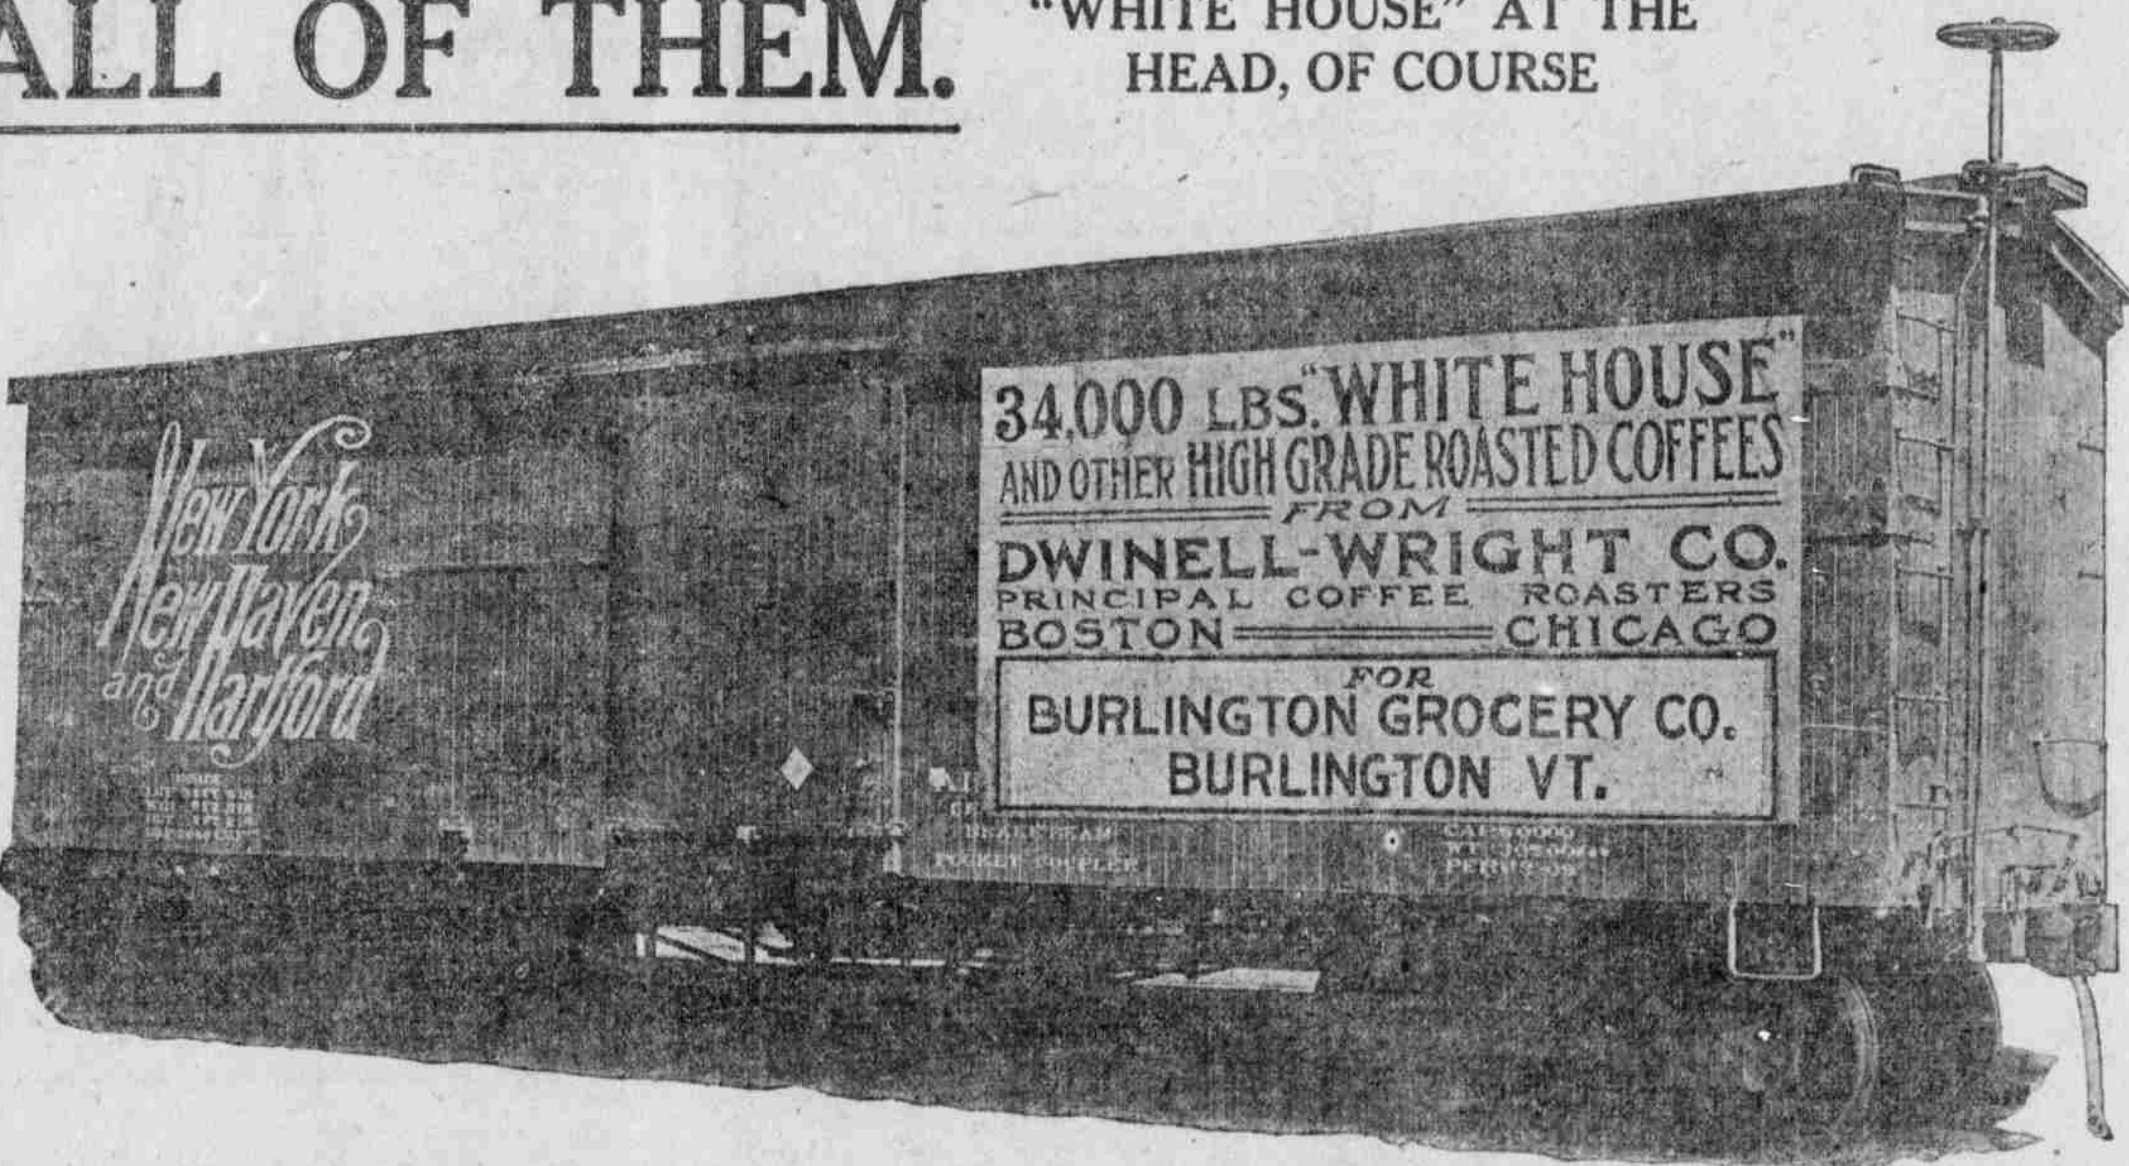 ALL OF THEM.
"WHITE HOUSE" AT THE
HEAD, OF COURSE
New York
New Haven
and Hartford
34,000 LBS. "WHITE HOUSE"
AND OTHER HIGH GRADE ROASTED COFFEES
FROM
DWINELL-WRIGHT CO.
PRINCIPAL COFFEE ROASTERS
BOSTON CHICAGO
FOR
BURLINGTON GROCERY CO.
BURLINGTON VT.
POCKET COUPLER